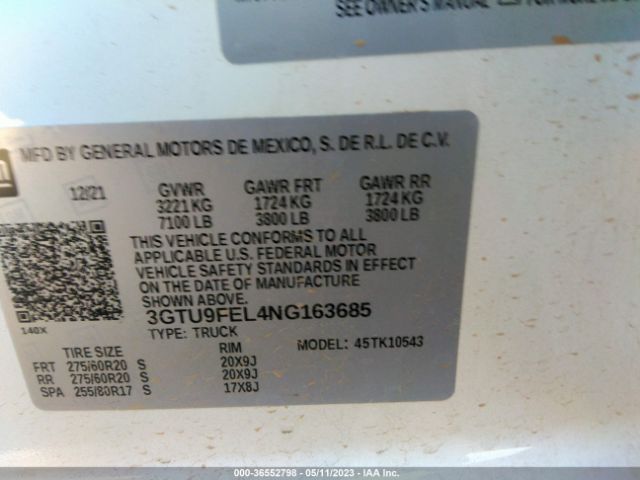 SEE OWNER'S MANUAL
MFD BY GENERAL MOTORS DE MEXICO, S. DE R.L. DE C.V.
12/21 GVWR GAWR FRT GAWR RR
3221 KG 1724 KG 1724 KG
7100 LB 3800 LB 3800 LB
THIS VEHICLE CONFORMS TO ALL
APPLICABLE U.S. FEDERAL MOTOR
VEHICLE SAFETY STANDARDS IN EFFECT
ON THE DATE OF MANUFACTURE
3GTU9FEL4NG163685
140X
TYPE: TRUCK
TIRE SIZE RIM MODEL: 45TK10543
FRT 275/60R20 S 20X9J
RR 275/60R20 S 20X9J
SPA 255/80R17 S 17X8J
000-36552798 - 05/11/2023 - IAA Inc.